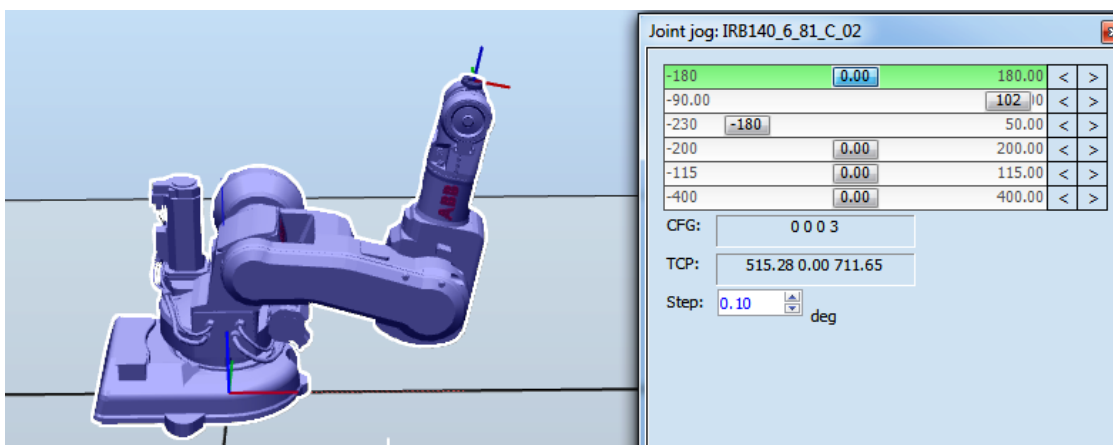 Joint jog: IRB140_6_81_C_02
-180 0.00 180.00 < >
-90.00 102 < >
-230 -180 50.00 < >
-200 0.00 200.00 < >
-115 0.00 115.00 < >
-400 0.00 400.00 < >
CFG: 0 0 0 3
TCP: 515.28 0.00 711.65
Step: 0.10 deg
ABB